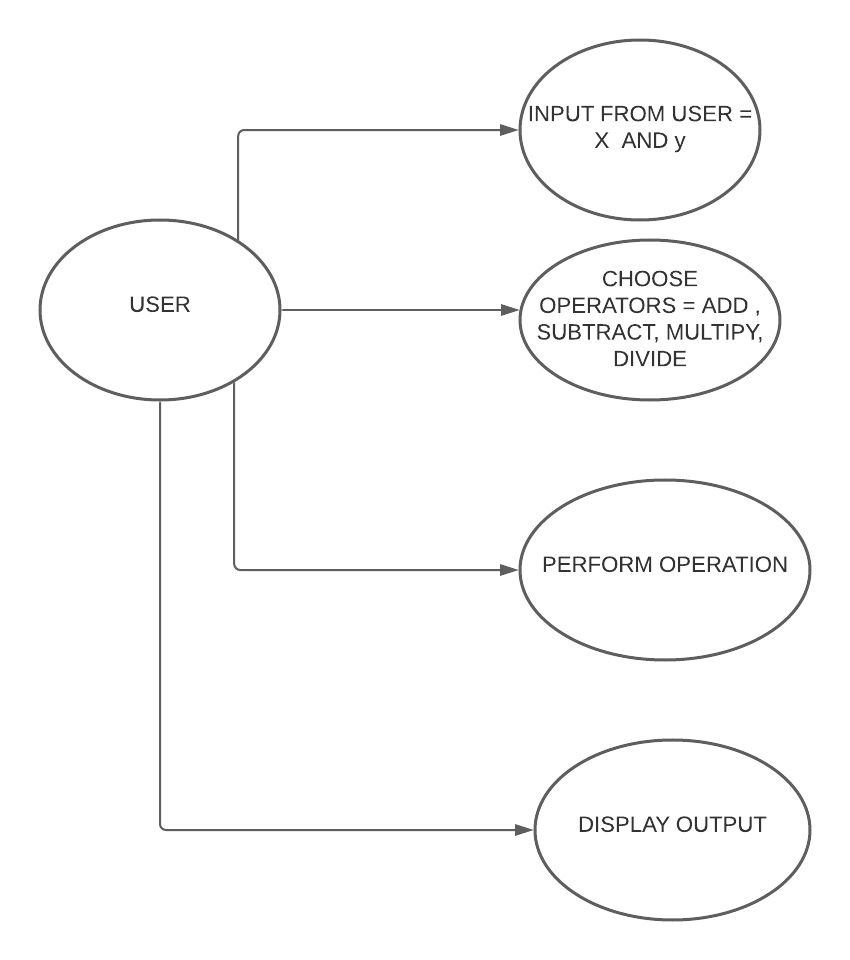 INPUT FROM USER =
X  AND y
USER
CHOOSE
OPERATORS = ADD ,
SUBTRACT, MULTIPY,
DIVIDE
PERFORM OPERATION
DISPLAY OUTPUT